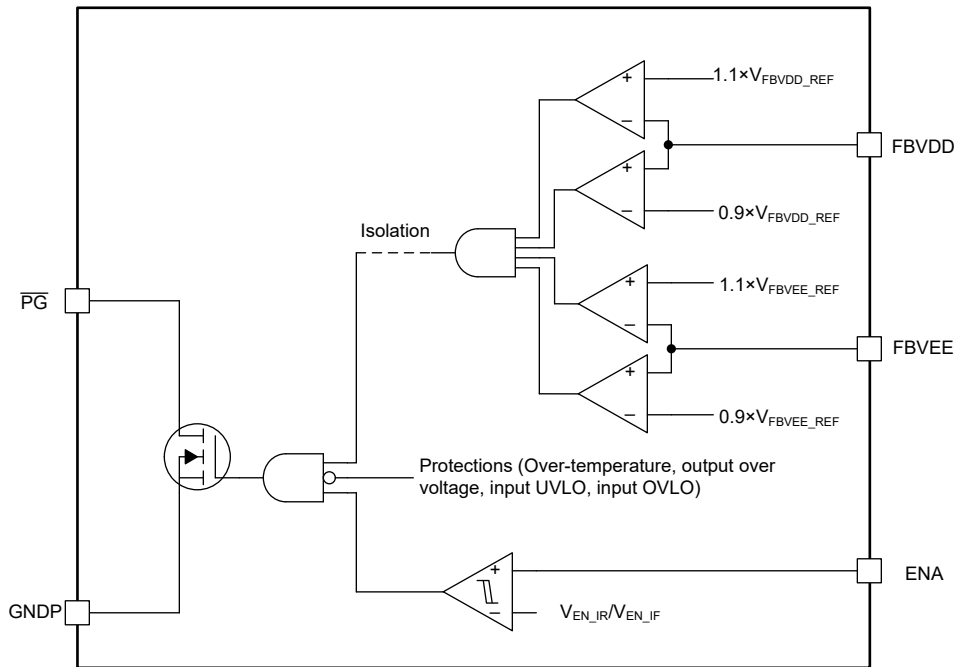 +
1.1×VFBVDD_REF
−
FBVDD
+
−
0.9×VFBVDD_REF
Isolation
+
1.1×VFBVEE_REF
PG
−
FBVEE
+
−
0.9×VFBVEE_REF
Protections (Over-temperature, output over
voltage, input UVLO, input OVLO)
+
ENA
GNDP
−
VEN_IR/VEN_IF